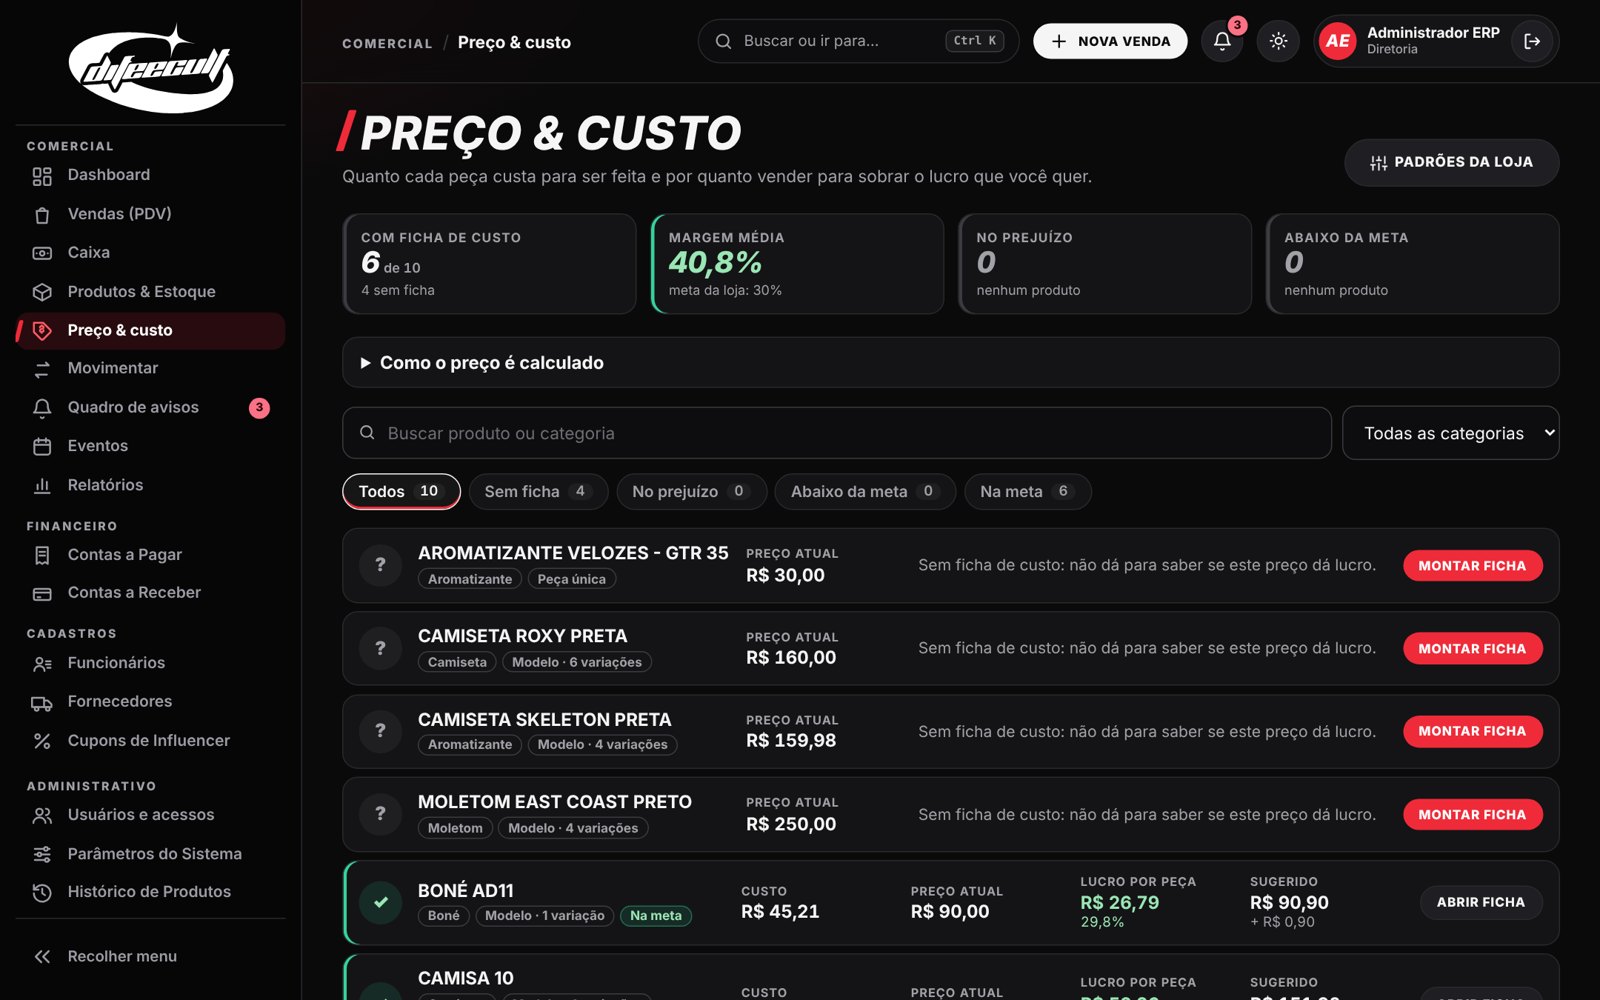 difeecult
COMERCIAL
Dashboard
Vendas (PDV)
Caixa
Produtos & Estoque
Preço & custo
Movimentar
Quadro de avisos 3
Eventos
Relatórios
FINANCEIRO
Contas a Pagar
Contas a Receber
CADASTROS
Funcionários
Fornecedores
Cupons de Influencer
ADMINISTRATIVO
Usuários e acessos
Parâmetros do Sistema
Histórico de Produtos
Recolher menu
COMERCIAL / Preço & custo
Buscar ou ir para... Ctrl K
NOVA VENDA
3
AE
Administrador ERP
Diretoria
PREÇO & CUSTO
Quanto cada peça custa para ser feita e por quanto vender para sobrar o lucro que você quer.
PADRÕES DA LOJA
COM FICHA DE CUSTO
6 de 10
4 sem ficha
MARGEM MÉDIA
40,8%
meta da loja: 30%
NO PREJUÍZO
0
nenhum produto
ABAIXO DA META
0
nenhum produto
Como o preço é calculado
Buscar produto ou categoria
Todas as categorias
Todos 10
Sem ficha 4
No prejuízo 0
Abaixo da meta 0
Na meta 6
?
AROMATIZANTE VELOZES - GTR 35
Aromatizante Peça única
PREÇO ATUAL
R$ 30,00
Sem ficha de custo: não dá para saber se este preço dá lucro.
MONTAR FICHA
?
CAMISETA ROXY PRETA
Camiseta Modelo · 6 variações
PREÇO ATUAL
R$ 160,00
Sem ficha de custo: não dá para saber se este preço dá lucro.
MONTAR FICHA
?
CAMISETA SKELETON PRETA
Aromatizante Modelo · 4 variações
PREÇO ATUAL
R$ 159,98
Sem ficha de custo: não dá para saber se este preço dá lucro.
MONTAR FICHA
?
MOLETOM EAST COAST PRETO
Moletom Modelo · 4 variações
PREÇO ATUAL
R$ 250,00
Sem ficha de custo: não dá para saber se este preço dá lucro.
MONTAR FICHA
BONÉ AD11
Boné Modelo · 1 variação Na meta
CUSTO
R$ 45,21
PREÇO ATUAL
R$ 90,00
LUCRO POR PEÇA
R$ 26,79
29,8%
SUGERIDO
R$ 90,90
+ R$ 0,90
ABRIR FICHA
CAMISA 10
CUSTO
PREÇO ATUAL
LUCRO POR PEÇA
SUGERIDO